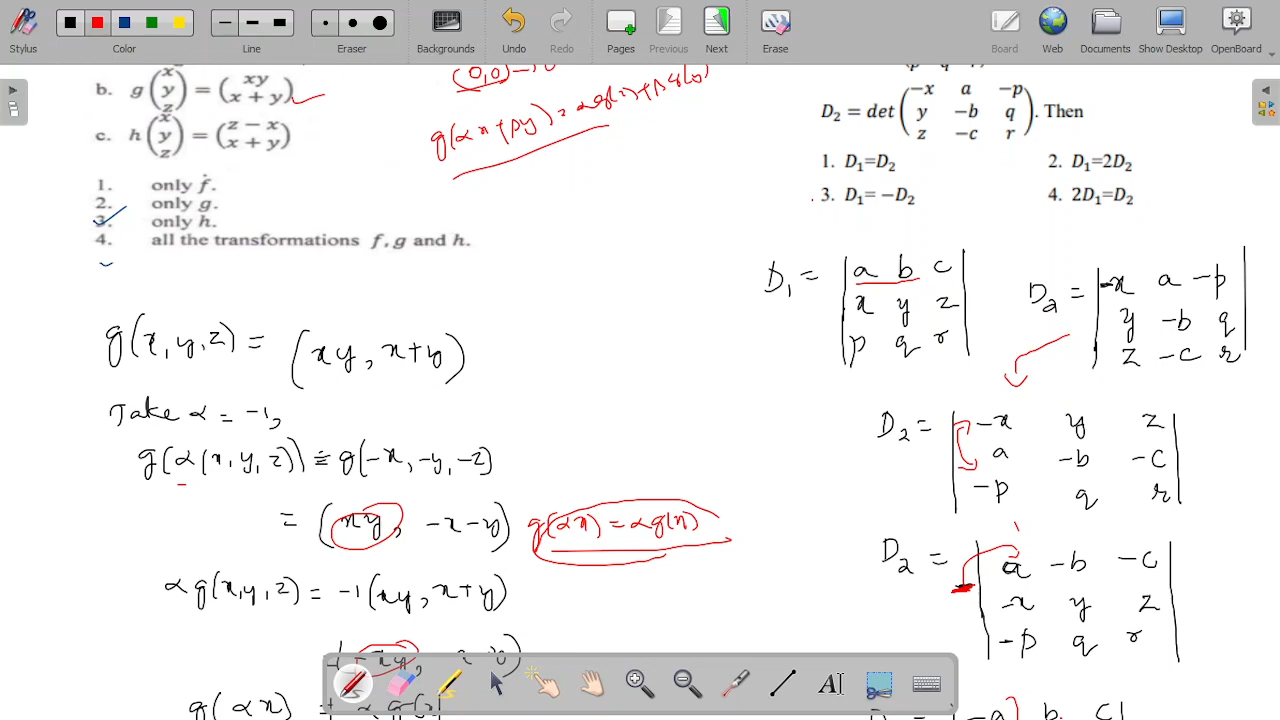 Stylus
Color
Line
Eraser
Backgrounds
Undo
Redo
Pages
Previous
Next
Erase
Board
Web
Documents
Show Desktop
OpenBoard
b. g(x y z) = (xy x + y)
c. h(x y z) = (z − x x + y)
1. only f.
2. only g.
3. only h.
4. all the transformations f, g and h.
(0,0)
g(αx+βy) = αg(x)+βg(y)
g(x, y, z) = (xy, x+y)
Take α = -1,
g(α(x, y, z)) = g(-x, -y, -z)
= (xy, -x-y)
g(αx) = αg(x)
αg(x, y, z) = -1(xy, x+y)
g(αx)
D₂ = det (−x a −p
y −b q
z −c r). Then
1. D₁=D₂
2. D₁=2D₂
3. D₁= −D₂
4. 2D₁=D₂
D₁ = | a b c |
x y z
p q r
D₂ = | -x a -p |
y -b q
z -c r
D₂ = | -x y z |
a -b -c
-p q r
D₂ = | a -b -c |
-x y z
-p q r
-a b c